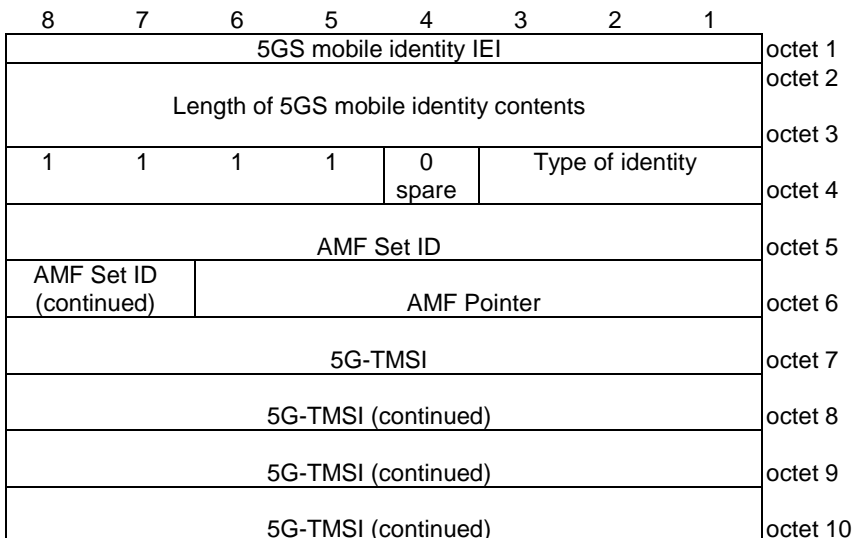 8 7 6 5 4 3 2 1
5GS mobile identity IEI octet 1
octet 2
Length of 5GS mobile identity contents
octet 3
1 1 1 1 0 Type of identity
spare octet 4
AMF Set ID octet 5
AMF Set ID
(continued) AMF Pointer octet 6
5G-TMSI octet 7
5G-TMSI (continued) octet 8
5G-TMSI (continued) octet 9
5G-TMSI (continued) octet 10